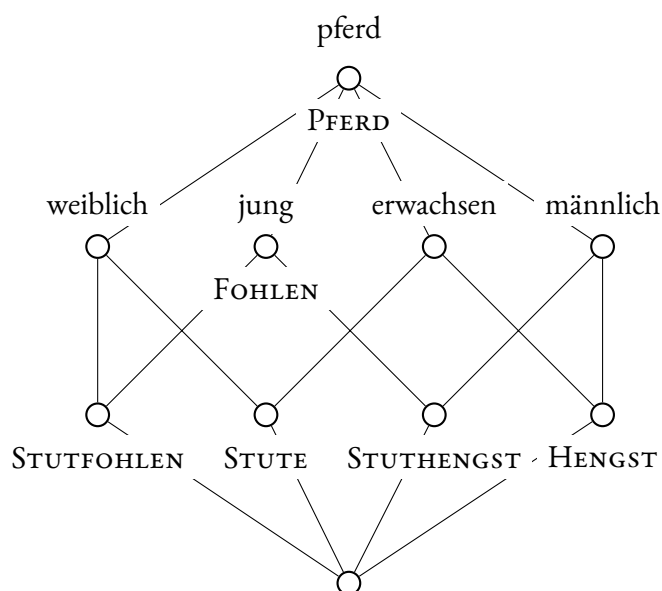 pferd
PFERD
weiblich jung erwachsen männlich
FOHLEN
STUTFOHLEN STUTE STUTHENGST HENGST